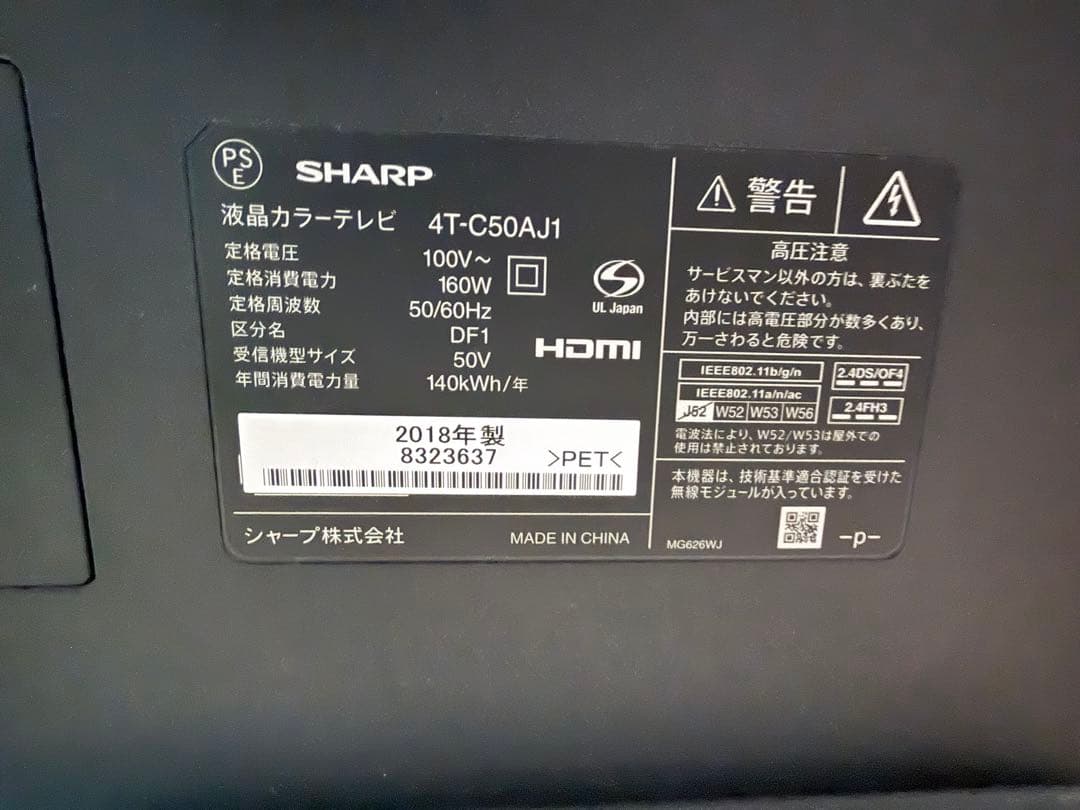 PS
E
SHARP
液晶カラーテレビ 4T-C50AJ1
定格電圧 100V～
定格消費電力 160W
定格周波数 50/60Hz
区分名 DF1
受信機型サイズ 50V
年間消費電力量 140kWh/年
UL Japan
HDMI
2018年 製
8323637 >PET<
シャープ株式会社 MADE IN CHINA
警告
高圧注意
サービスマン以外の方は、裏ぶたを
あけないでください。
内部には高電圧部分が数多くあり、
万一さわると危険です。
IEEE802.11b/g/n
IEEE802.11a/n/ac
J52 W52 W53 W56
2.4DS/OF4
2.4FH3
電波法により、W52/W53は屋外での
使用は禁止されております。
本機器は、技術基準適合認証を受けた
無線モジュールが入っています。
MG626WJ -p-